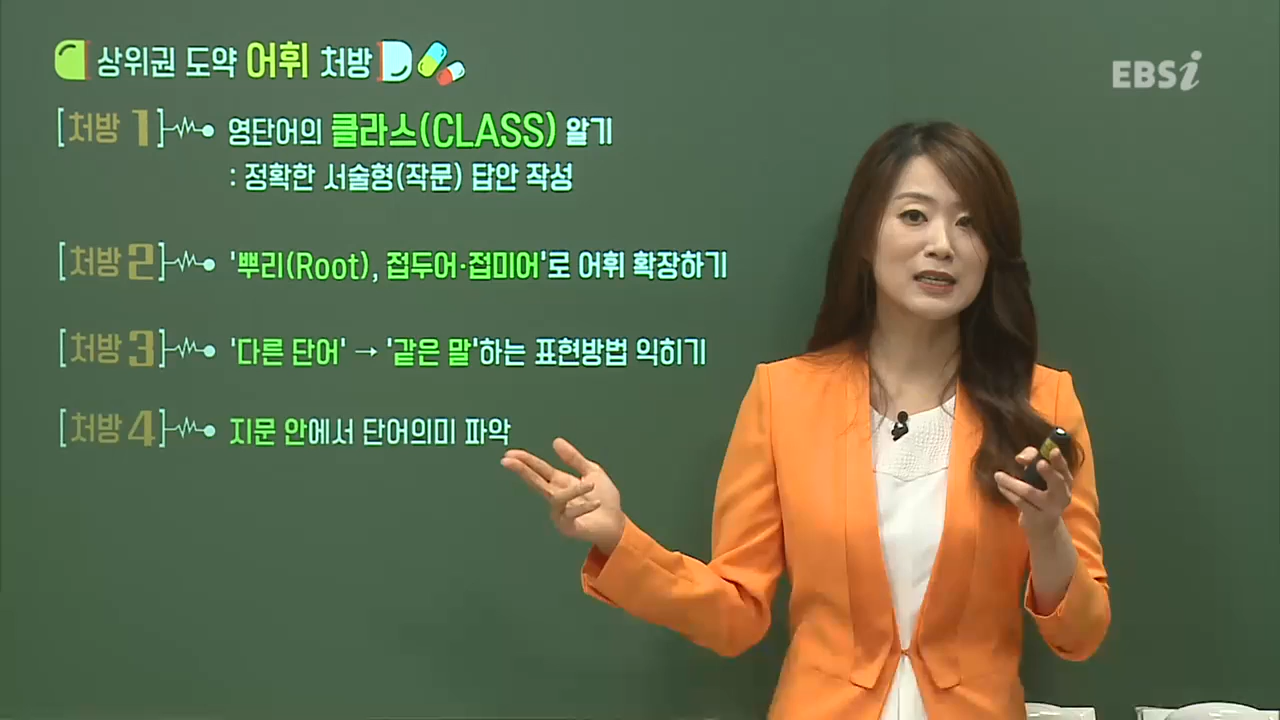 상위권 도약 어휘 처방
EBSi
[처방 1] 영단어의 클라스(CLASS) 알기
: 정확한 서술형(작문) 답안 작성
[처방 2] '뿌리(Root), 접두어·접미어'로 어휘 확장하기
[처방 3] '다른 단어' → '같은 말'하는 표현방법 익히기
[처방 4] 지문 안에서 단어의미 파악